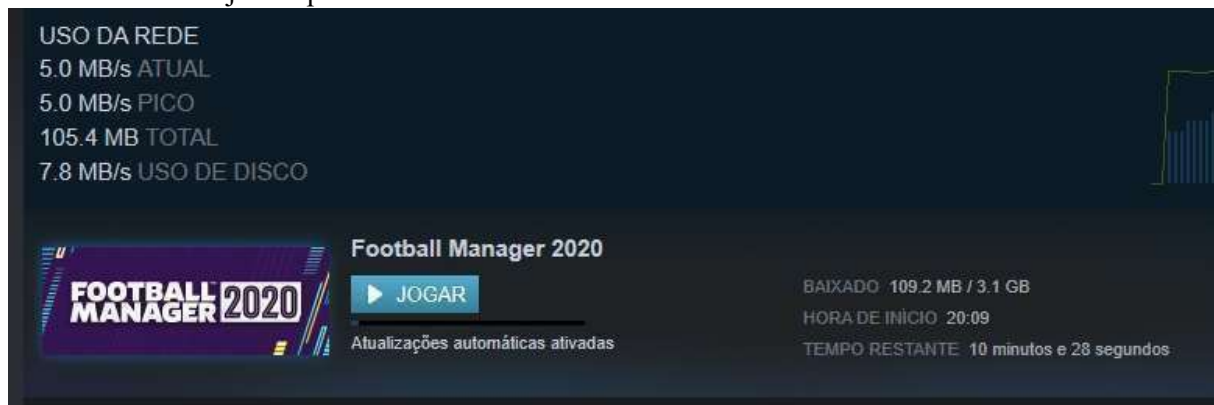 USO DA REDE
5.0 MB/s ATUAL
5.0 MB/s PICO
105.4 MB TOTAL
7.8 MB/s USO DE DISCO
Football Manager 2020
FOOTBALL MANAGER 2020
JOGAR
Atualizações automáticas ativadas
BAIXADO 109.2 MB / 3.1 GB
HORA DE INÍCIO 20:09
TEMPO RESTANTE 10 minutos e 28 segundos